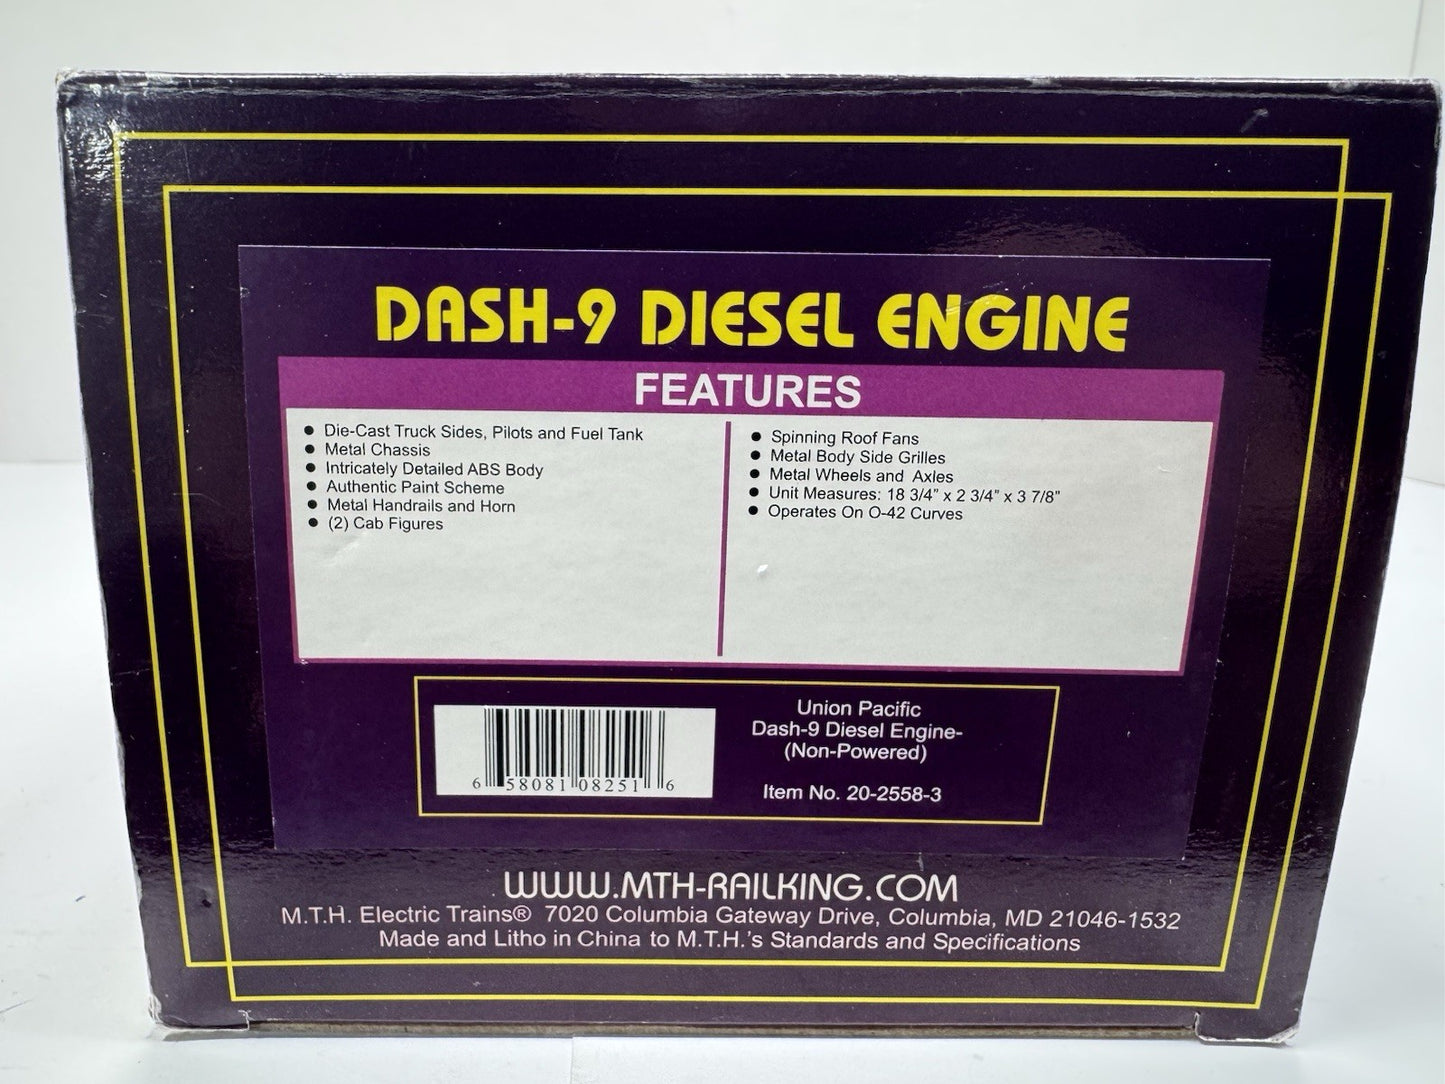 DASH-9 DIESEL ENGINE
FEATURES
● Die-Cast Truck Sides, Pilots and Fuel Tank
● Metal Chassis
● Intricately Detailed ABS Body
● Authentic Paint Scheme
● Metal Handrails and Horn
● (2) Cab Figures
● Spinning Roof Fans
● Metal Body Side Grilles
● Metal Wheels and Axles
● Unit Measures: 18 3/4" x 2 3/4" x 3 7/8"
● Operates On O-42 Curves
6 58081 08251 6
Union Pacific
Dash-9 Diesel Engine-
(Non-Powered)
Item No. 20-2558-3
WWW.MTH-RAILKING.COM
M.T.H. Electric Trains® 7020 Columbia Gateway Drive, Columbia, MD 21046-1532
Made and Litho in China to M.T.H.'s Standards and Specifications